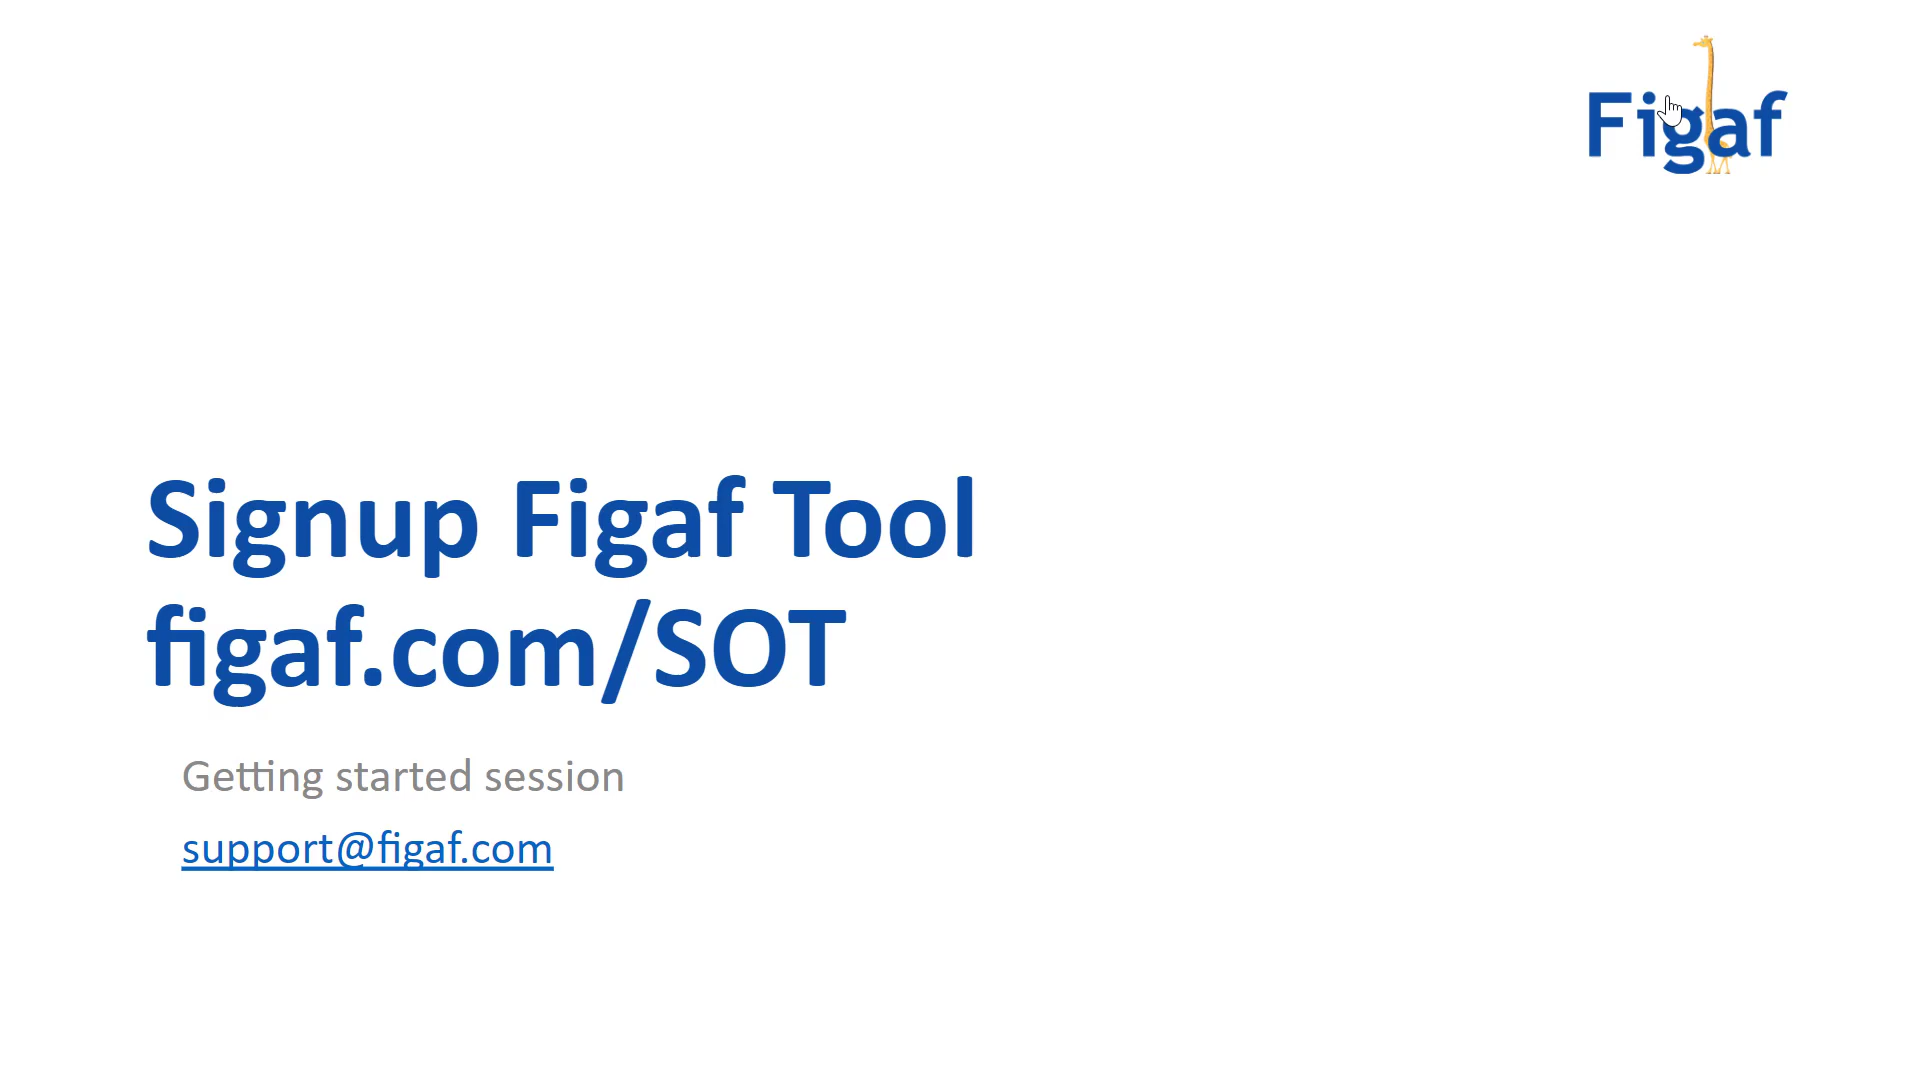 Figaf
Signup Figaf Tool
figaf.com/SOT
Getting started session
support@figaf.com